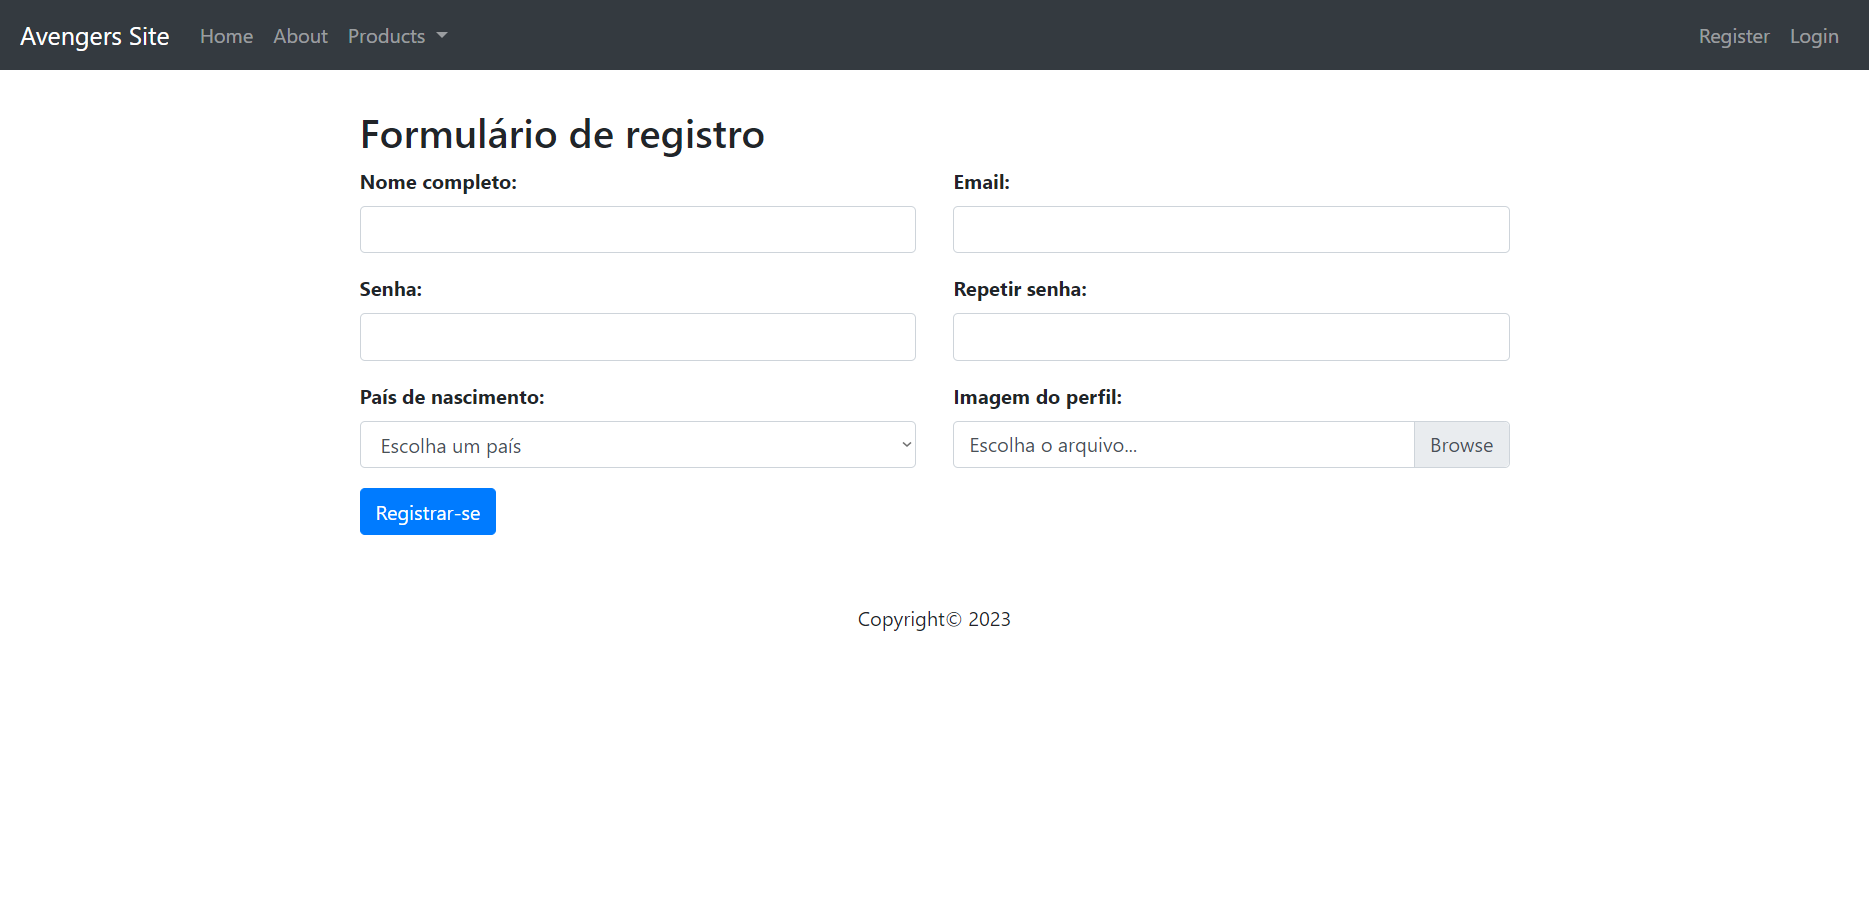 Avengers Site Home About Products Register Login
Formulário de registro
Nome completo: Email:
Senha: Repetir senha:
País de nascimento: Imagem do perfil:
Escolha um país Escolha o arquivo... Browse
Registrar-se
Copyright© 2023